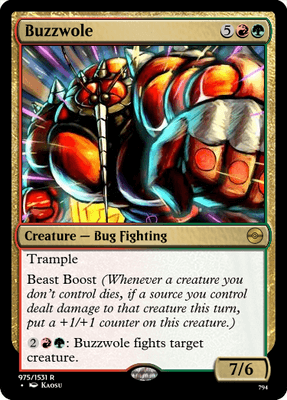 Buzzwole 5
Creature — Bug Fighting
Trample
Beast Boost (Whenever a creature you
don't control dies, if a source you control
dealt damage to that creature this turn,
put a +1/+1 counter on this creature.)
2 : Buzzwole fights target
creature.
7/6
975/1531 R
• Kaosu
794